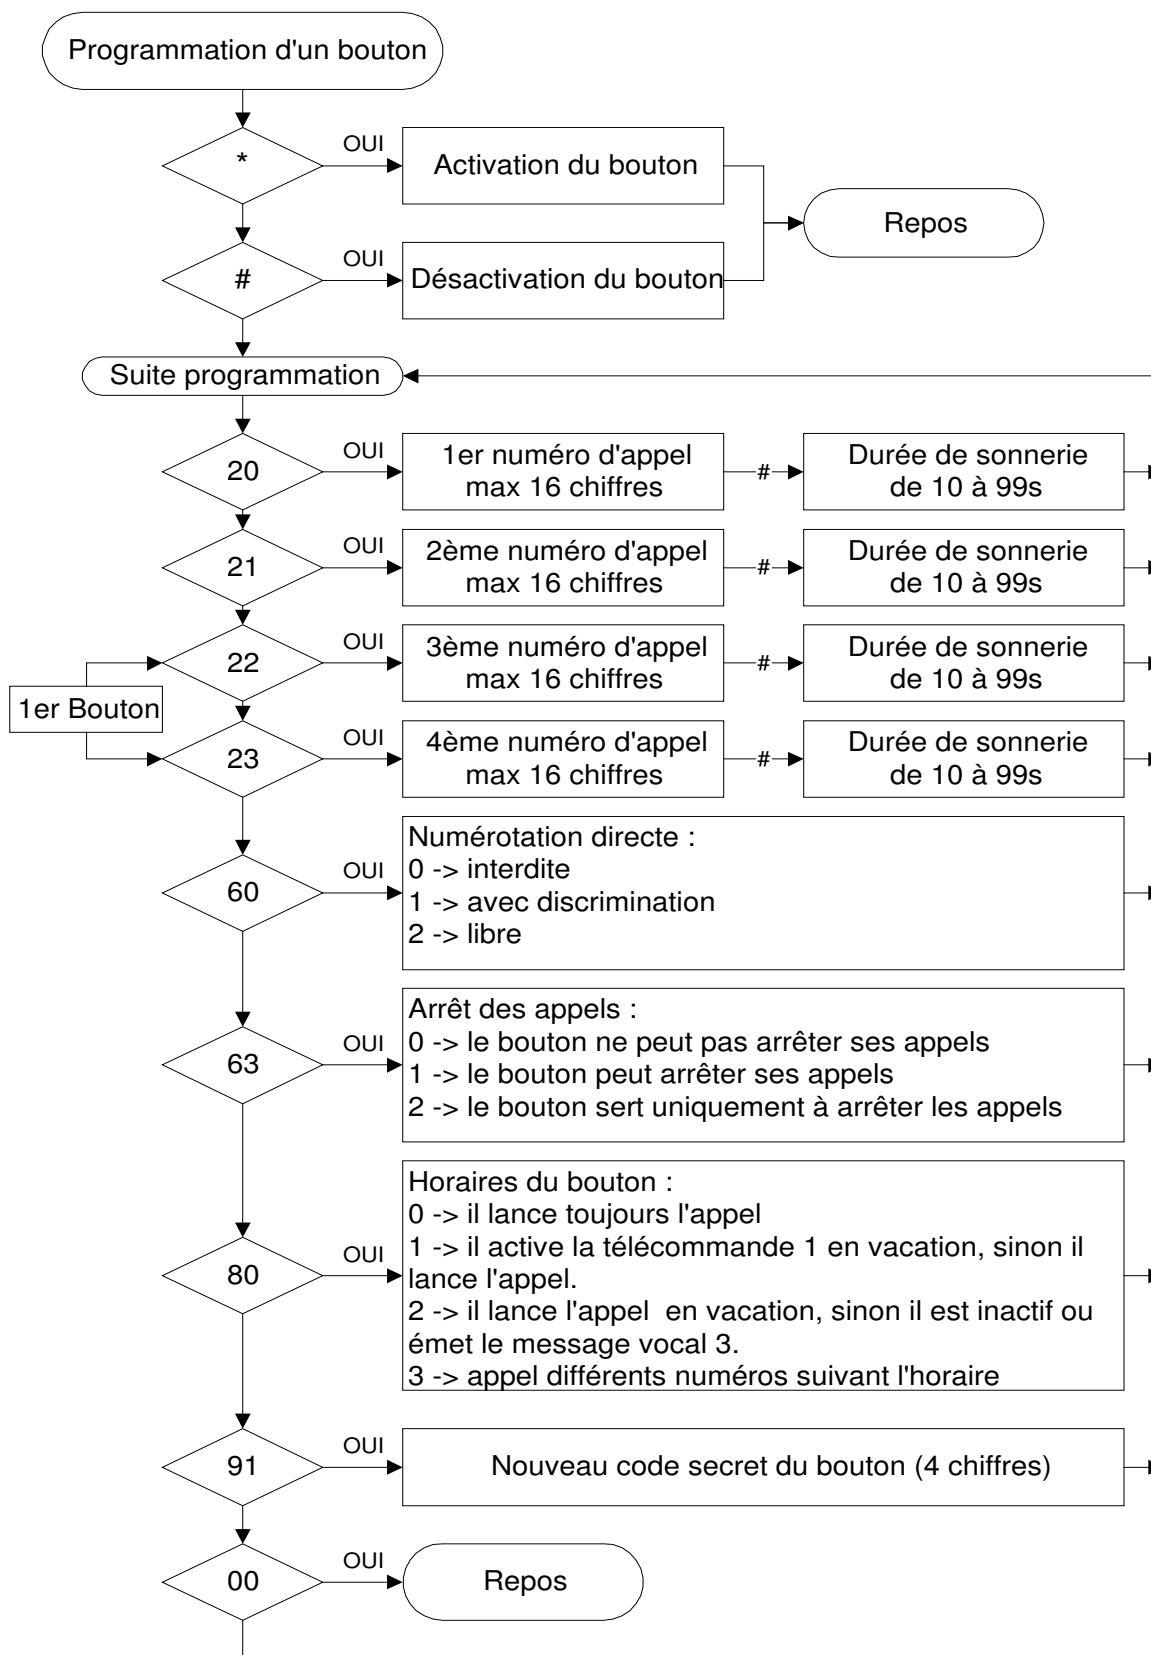 Programmation d'un bouton
*
OUI
Activation du bouton
Repos
#
OUI
Désactivation du bouton
Suite programmation
20
OUI
1er numéro d'appel
max 16 chiffres
#
Durée de sonnerie
de 10 à 99s
21
OUI
2ème numéro d'appel
max 16 chiffres
#
Durée de sonnerie
de 10 à 99s
22
OUI
3ème numéro d'appel
max 16 chiffres
#
Durée de sonnerie
de 10 à 99s
1er Bouton
23
OUI
4ème numéro d'appel
max 16 chiffres
#
Durée de sonnerie
de 10 à 99s
60
OUI
Numérotation directe :
0 -> interdite
1 -> avec discrimination
2 -> libre
63
OUI
Arrêt des appels :
0 -> le bouton ne peut pas arrêter ses appels
1 -> le bouton peut arrêter ses appels
2 -> le bouton sert uniquement à arrêter les appels
80
OUI
Horaires du bouton :
0 -> il lance toujours l'appel
1 -> il active la télécommande 1 en vacation, sinon il
lance l'appel.
2 -> il lance l'appel  en vacation, sinon il est inactif ou
émet le message vocal 3.
3 -> appel différents numéros suivant l'horaire
91
OUI
Nouveau code secret du bouton (4 chiffres)
00
OUI
Repos